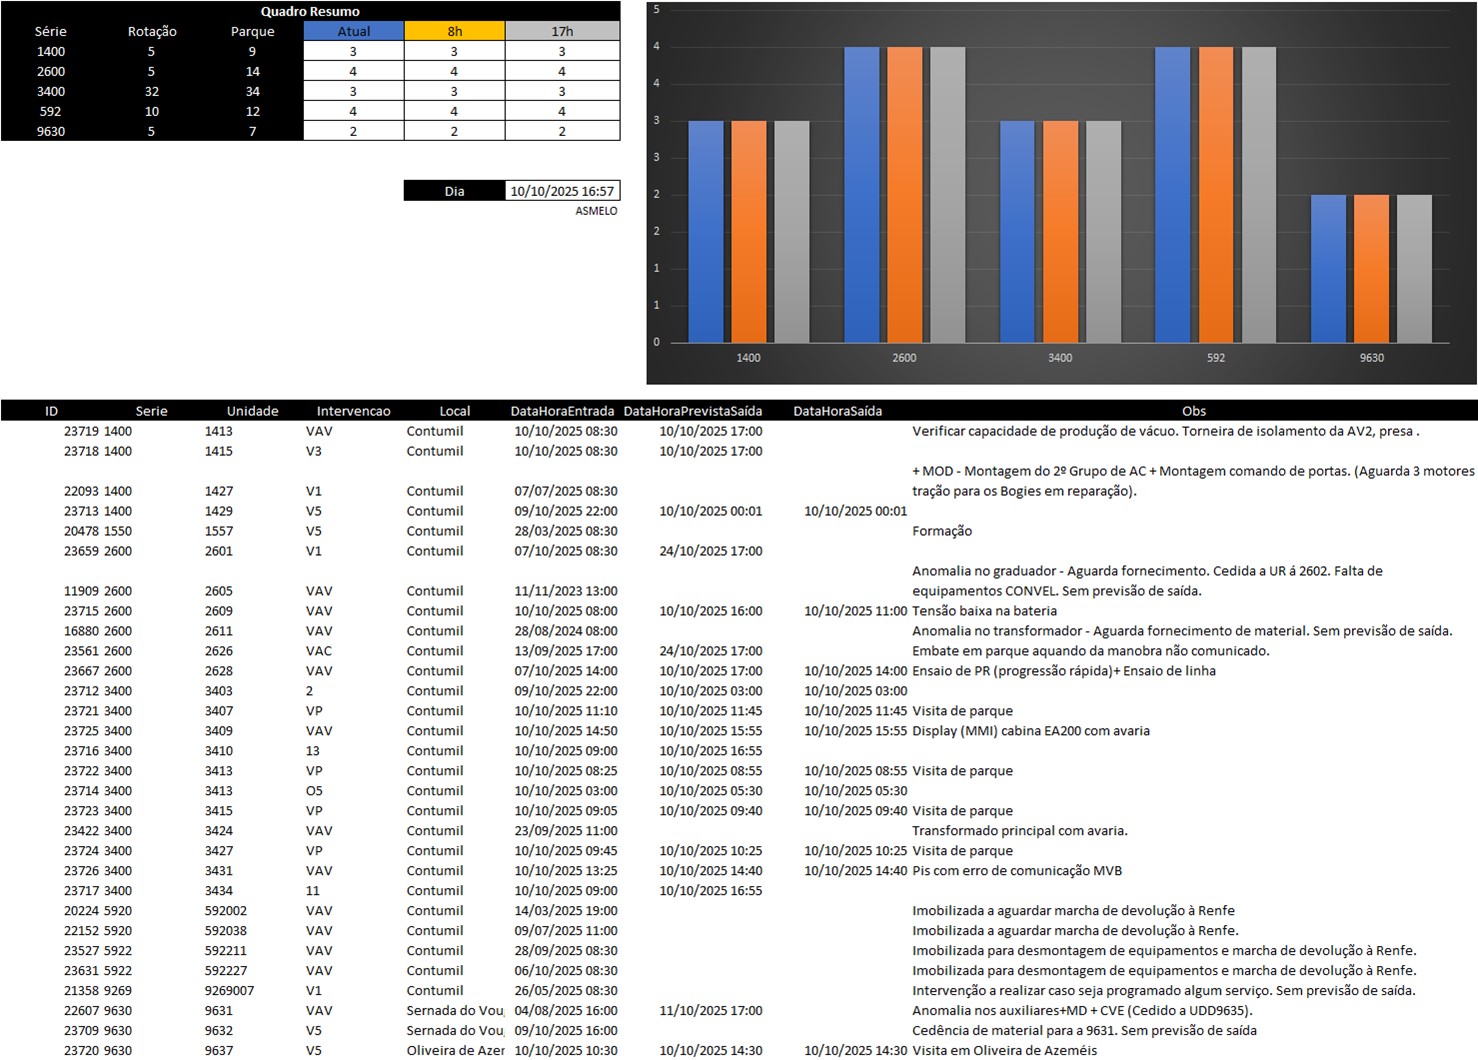 Quadro Resumo
Série Rotação Parque Atual 8h 17h
1400 5 9 3 3 3
2600 5 14 4 4 4
3400 32 34 3 3 3
592 10 12 4 4 4
9630 5 7 2 2 2
Dia 10/10/2025 16:57
ASMELO
5
4
4
3
3
2
2
1
1
0
1400 2600 3400 592 9630
ID Serie Unidade Intervencao Local DataHoraEntrada DataHoraPrevistaSaída DataHoraSaída Obs
23719 1400 1413 VAV Contumil 10/10/2025 08:30 10/10/2025 17:00 Verificar capacidade de produção de vácuo. Torneira de isolamento da AV2, presa .
23718 1400 1415 V3 Contumil 10/10/2025 08:30 10/10/2025 17:00
+ MOD - Montagem do 2º Grupo de AC + Montagem comando de portas. (Aguarda 3 motores
22093 1400 1427 V1 Contumil 07/07/2025 08:30 tração para os Bogies em reparação).
23713 1400 1429 V5 Contumil 09/10/2025 22:00 10/10/2025 00:01 10/10/2025 00:01
20478 1550 1557 V5 Contumil 28/03/2025 08:30 Formação
23659 2600 2601 V1 Contumil 07/10/2025 08:30 24/10/2025 17:00
Anomalia no graduador - Aguarda fornecimento. Cedida a UR á 2602. Falta de
11909 2600 2605 VAV Contumil 11/11/2023 13:00 equipamentos CONVEL. Sem previsão de saída.
23715 2600 2609 VAV Contumil 10/10/2025 08:00 10/10/2025 16:00 10/10/2025 11:00 Tensão baixa na bateria
16880 2600 2611 VAV Contumil 28/08/2024 08:00 Anomalia no transformador - Aguarda fornecimento de material. Sem previsão de saída.
23561 2600 2626 VAC Contumil 13/09/2025 17:00 24/10/2025 17:00 Embate em parque aquando da manobra não comunicado.
23667 2600 2628 VAV Contumil 07/10/2025 14:00 10/10/2025 17:00 10/10/2025 14:00 Ensaio de PR (progressão rápida)+ Ensaio de linha
23712 3400 3403 2 Contumil 09/10/2025 22:00 10/10/2025 03:00 10/10/2025 03:00
23721 3400 3407 VP Contumil 10/10/2025 11:10 10/10/2025 11:45 10/10/2025 11:45 Visita de parque
23725 3400 3409 VAV Contumil 10/10/2025 14:50 10/10/2025 15:55 10/10/2025 15:55 Display (MMI) cabina EA200 com avaria
23716 3400 3410 13 Contumil 10/10/2025 09:00 10/10/2025 16:55
23722 3400 3413 VP Contumil 10/10/2025 08:25 10/10/2025 08:55 10/10/2025 08:55 Visita de parque
23714 3400 3413 O5 Contumil 10/10/2025 03:00 10/10/2025 05:30 10/10/2025 05:30
23723 3400 3415 VP Contumil 10/10/2025 09:05 10/10/2025 09:40 10/10/2025 09:40 Visita de parque
23422 3400 3424 VAV Contumil 23/09/2025 11:00 Transformado principal com avaria.
23724 3400 3427 VP Contumil 10/10/2025 09:45 10/10/2025 10:25 10/10/2025 10:25 Visita de parque
23726 3400 3431 VAV Contumil 10/10/2025 13:25 10/10/2025 14:40 10/10/2025 14:40 Pis com erro de comunicação MVB
23717 3400 3434 11 Contumil 10/10/2025 09:00 10/10/2025 16:55
20224 5920 592002 VAV Contumil 14/03/2025 19:00 Imobilizada a aguardar marcha de devolução à Renfe
22152 5920 592038 VAV Contumil 09/07/2025 11:00 Imobilizada a aguardar marcha de devolução à Renfe.
23527 5922 592211 VAV Contumil 28/09/2025 08:30 Imobilizada para desmontagem de equipamentos e marcha de devolução à Renfe.
23631 5922 592227 VAV Contumil 06/10/2025 08:30 Imobilizada para desmontagem de equipamentos e marcha de devolução à Renfe.
21358 9269 9269007 V1 Contumil 26/05/2025 08:30 Intervenção a realizar caso seja programado algum serviço. Sem previsão de saída.
22607 9630 9631 VAV Sernada do Vou 04/08/2025 16:00 11/10/2025 17:00 Anomalia nos auxiliares+MD + CVE (Cedido a UDD9635).
23709 9630 9632 V5 Sernada do Vou 09/10/2025 16:00 Cedência de material para a 9631. Sem previsão de saída
23720 9630 9637 V5 Oliveira de Azer 10/10/2025 10:30 10/10/2025 14:30 10/10/2025 14:30 Visita em Oliveira de Azeméis